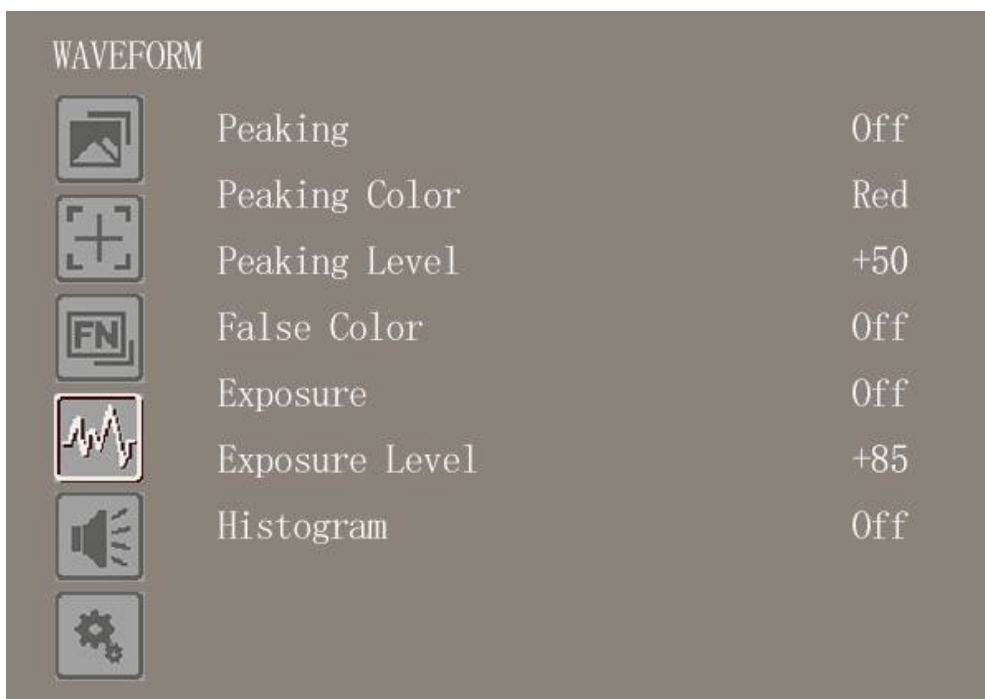 WAVEFORM
Peaking Off
Peaking Color Red
Peaking Level +50
FN
False Color Off
Exposure Off
Exposure Level +85
Histogram Off